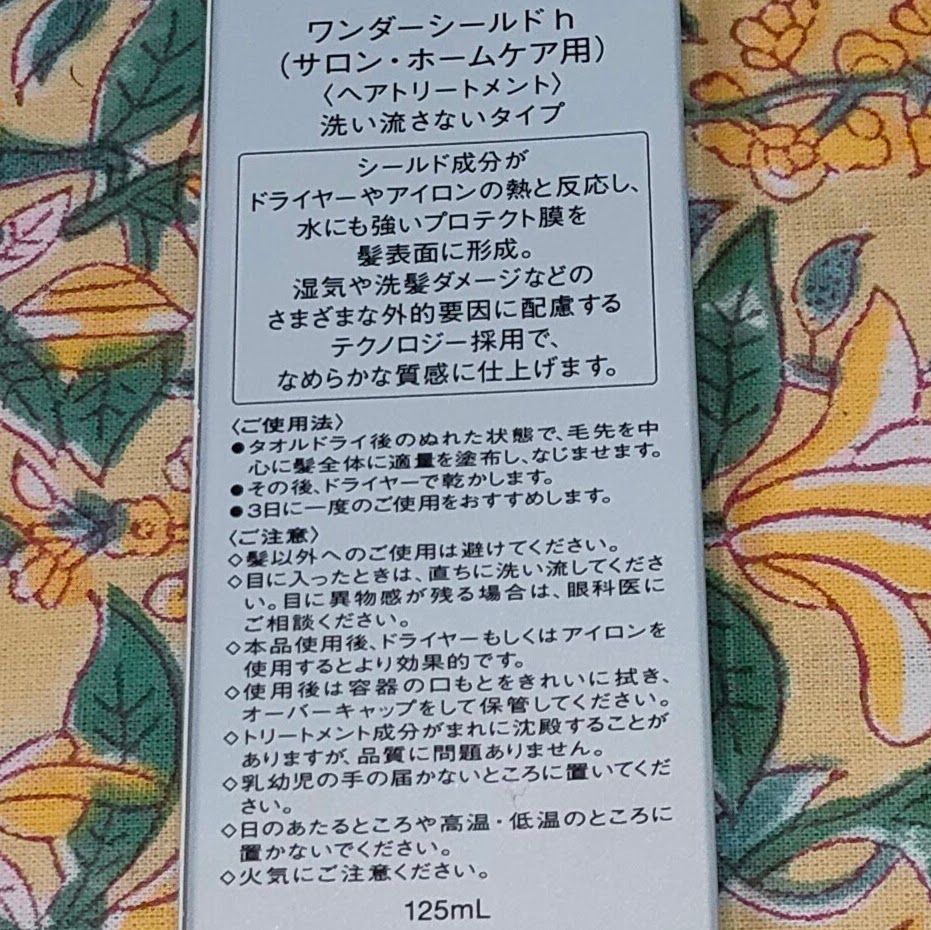 ワンダーシールドh
(サロン・ホームケア用)
〈ヘアトリートメント〉
洗い流さないタイプ
シールド成分が
ドライヤーやアイロンの熱と反応し、
水にも強いプロテクト膜を
髪表面に形成。
湿気や洗髪ダメージなどの
さまざまな外的要因に配慮する
テクノロジー採用で、
なめらかな質感に仕上げます。
〈ご使用法〉
●タオルドライ後のぬれた状態で、毛先を中
心に髪全体に適量を塗布し、なじませます。
●その後、ドライヤーで乾かします。
●3日に一度のご使用をおすすめします。
〈ご注意〉
◇髪以外へのご使用は避けてください。
◇目に入ったときは、直ちに洗い流してくださ
い。目に異物感が残る場合は、眼科医に
ご相談ください。
◇本品使用後、ドライヤーもしくはアイロンを
使用するとより効果的です。
◇使用後は容器の口もとをきれいに拭き、
オーバーキャップをして保管してください。
◇トリートメント成分がまれに沈殿することが
ありますが、品質に問題ありません。
◇乳幼児の手の届かないところに置いてくだ
さい。
◇日のあたるところや高温・低温のところに
置かないでください。
◇火気にご注意ください。
125mL